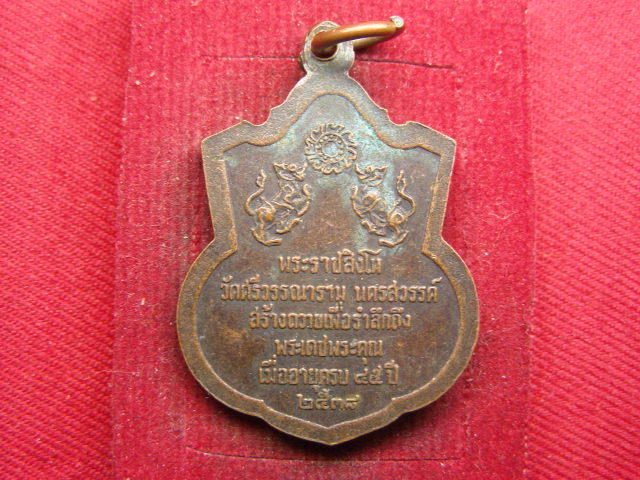 พระราชสิงโห
วัดศรีวรรณาราม นครสวรรค์
สร้างถวายเพื่อรำลึกถึง
พระเดชพระคุณ
เมื่ออายุครบ ๔๕ ปี
๒๕๓๘